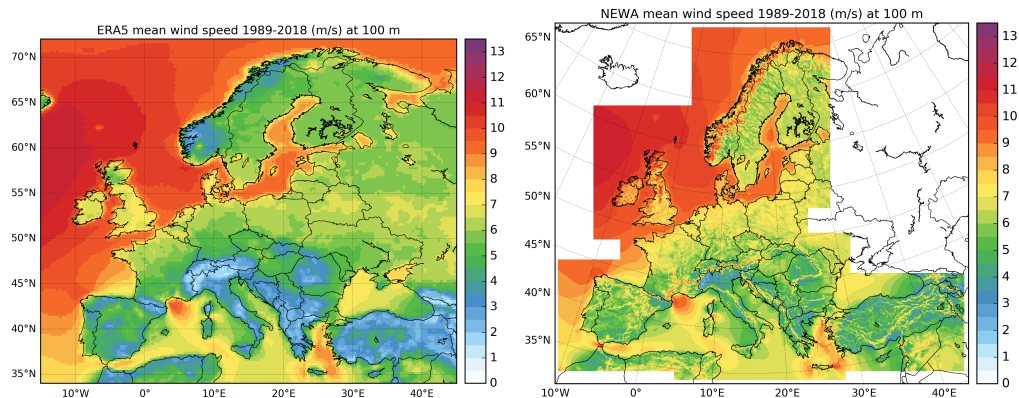 ERA5 mean wind speed 1989-2018 (m/s) at 100 m
70°N
65°N
60°N
55°N
50°N
45°N
40°N
35°N
10°W 0° 10°E 20°E 30°E 40°E
13
12
11
10
9
8
7
6
5
4
3
2
1
0
NEWA mean wind speed 1989-2018 (m/s) at 100 m
65°N
60°N
55°N
50°N
45°N
40°N
35°N
10°W 0° 10°E 20°E 30°E 40°E
13
12
11
10
9
8
7
6
5
4
3
2
1
0